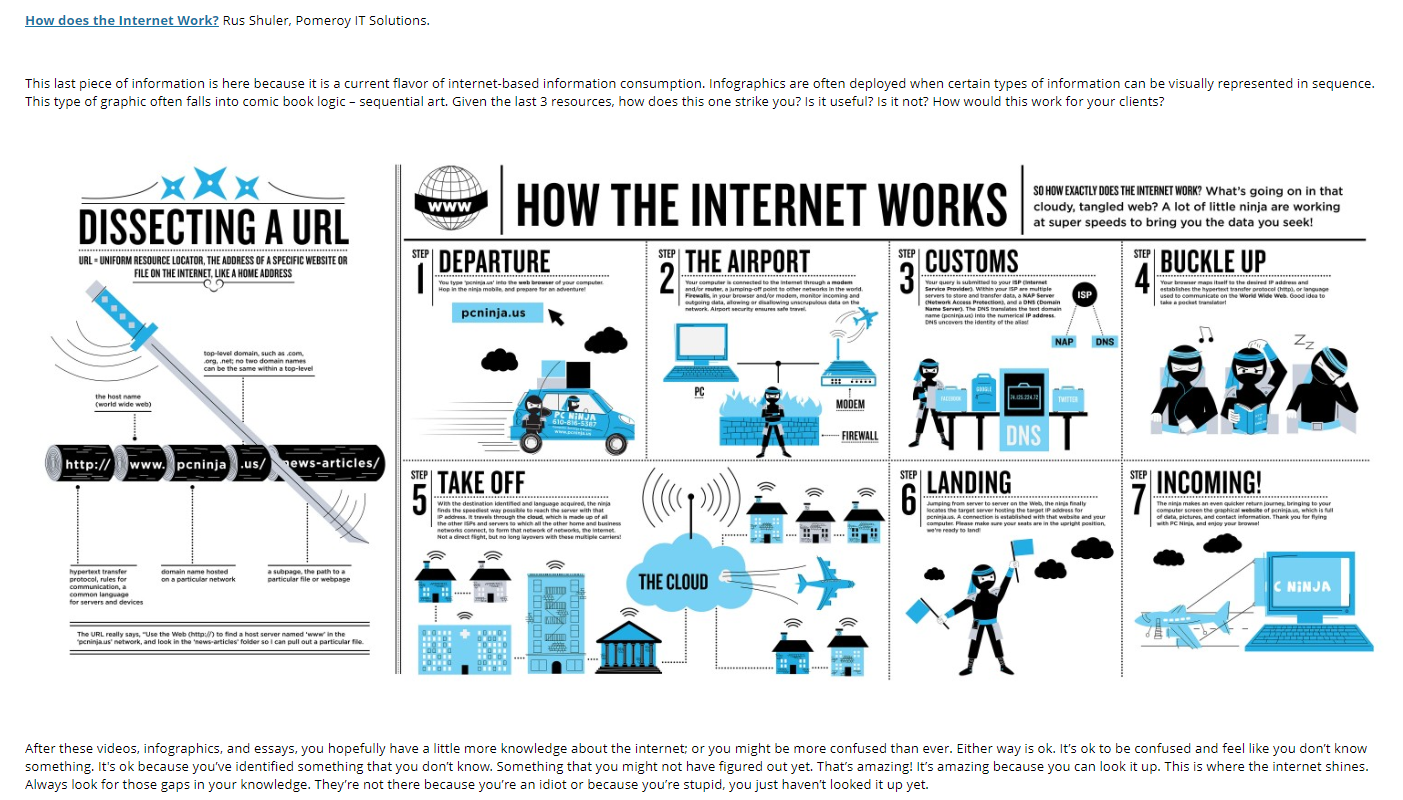 How does the Internet Work? Rus Shuler, Pomeroy IT Solutions.
This last piece of information is here because it is a current flavor of internet-based information consumption. Infographics are often deployed when certain types of information can be visually represented in sequence.
This type of graphic often falls into comic book logic – sequential art. Given the last 3 resources, how does this one strike you? Is it useful? Is it not? How would this work for your clients?
DISSECTING A URL
URL = UNIFORM RESOURCE LOCATOR, THE ADDRESS OF A SPECIFIC WEBSITE OR
FILE ON THE INTERNET, LIKE A HOME ADDRESS
top-level domain, such as .com,
.org, .net; no two domain names
can be the same within a top-level
the host name
(world wide web)
http:// www. pcninja .us/ news-articles/
hypertext transfer
protocol, rules for
communication, a
common language
for servers and devices
domain name hosted
on a particular network
a subpage, the path to a
particular file or webpage
The URL really says, "Use the Web (http://) to find a host server named 'www' in the
'pcninja.us' network, and look in the 'news-articles' folder so I can pull out a particular file.
WWW
HOW THE INTERNET WORKS
SO HOW EXACTLY DOES THE INTERNET WORK? What's going on in that
cloudy, tangled web? A lot of little ninja are working
at super speeds to bring you the data you seek!
STEP 1 DEPARTURE
You type 'pcninja.us' into the web browser of your computer.
Hop in the ninja mobile, and prepare for an adventure!
pcninja.us
PC NINJA
610-816-5387
www.pcninja.us
STEP 2 THE AIRPORT
Your computer is connected to the Internet through a modem
and/or router, a jumping-off point to other networks in the world.
Firewalls, in your browser and/or modem, monitor incoming and
outgoing data, allowing or disallowing unscrupulous data on the
network. Airport security ensures safe travel.
PC
MODEM
FIREWALL
STEP 3 CUSTOMS
Your query is submitted to your ISP (Internet
Service Provider). Within your ISP are multiple
servers to store and transfer data, a NAP Server
(Network Access Protection), and a DNS (Domain
Name Server). The DNS translates the text domain
name (pcninja.us) into the numerical IP address.
DNS uncovers the identity of the alias!
ISP
NAP
DNS
FACEBOOK
GOOGLE
TWITTER
DNS
STEP 4 BUCKLE UP
Your browser maps itself to the desired IP address and
establishes the hypertext transfer protocol (http), or language
used to communicate on the World Wide Web. Good idea to
take a pocket translator!
Zz
STEP 5 TAKE OFF
With the destination identified and language acquired, the ninja
finds the speediest way possible to reach the server with that
IP address. It travels through the cloud, which is made up of all
the other ISPs and servers to which all the other home and business
networks connect, to form that network of networks, the Internet.
Not a direct flight, but no long layovers with these multiple carriers!
THE CLOUD
STEP 6 LANDING
Jumping from server to server on the Web, the ninja finally
locates the target server hosting the target IP address for
pcninja.us. A connection is established with that website and your
computer. Please make sure your seats are in the upright position,
we're ready to land!
STEP 7 INCOMING!
The ninja makes an even quicker return journey, bringing to your
computer screen the graphical website of pcninja.us, which is full
of data, pictures, and contact information. Thank you for flying
with PC Ninja, and enjoy your browse!
C NINJA
After these videos, infographics, and essays, you hopefully have a little more knowledge about the internet; or you might be more confused than ever. Either way is ok. It's ok to be confused and feel like you don't know
something. It's ok because you've identified something that you don't know. Something that you might not have figured out yet. That's amazing! It's amazing because you can look it up. This is where the internet shines.
Always look for those gaps in your knowledge. They're not there because you're an idiot or because you're stupid, you just haven't looked it up yet.